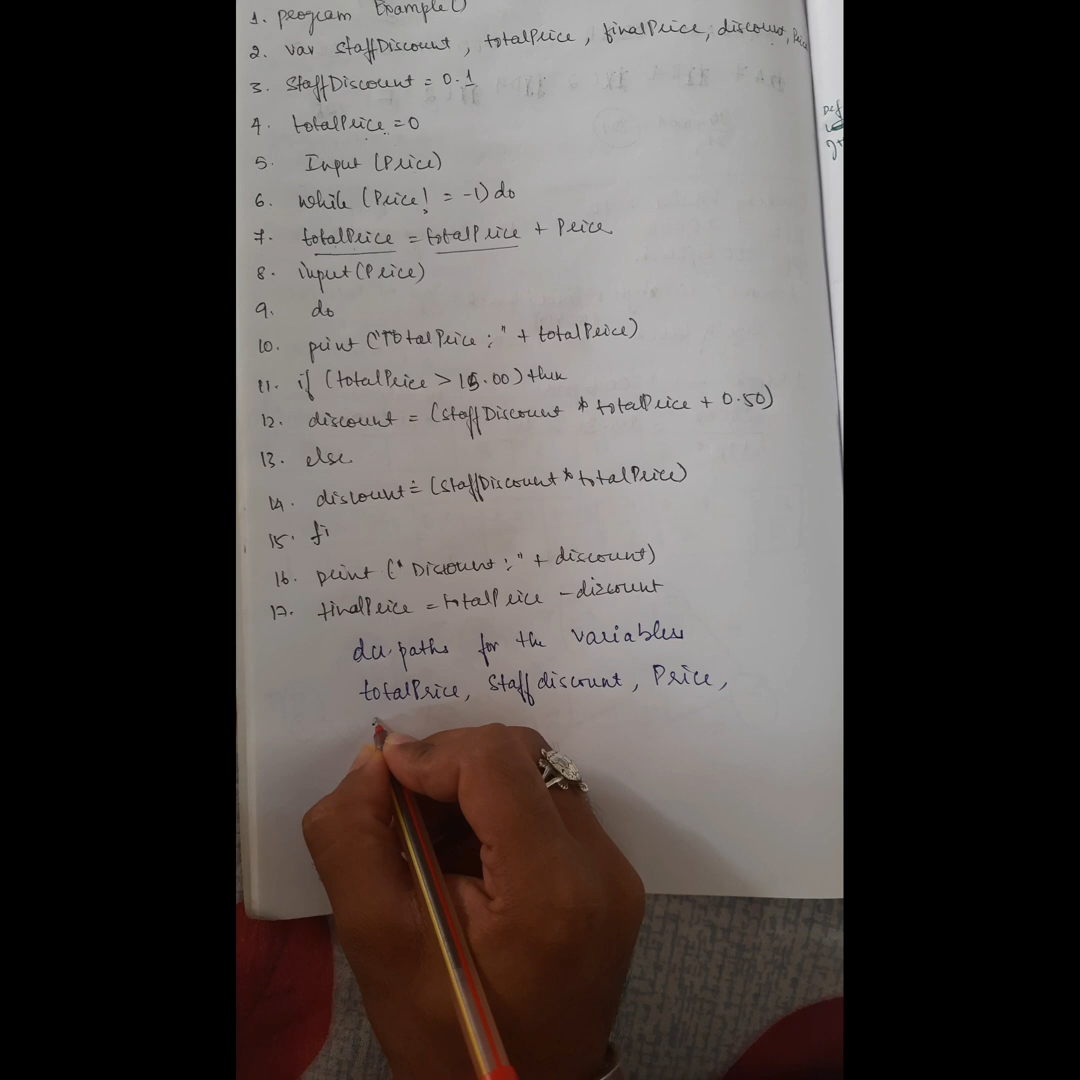 1. program Example()
2. var staffDiscount, totalPrice, finalPrice, discount, Price
3. StaffDiscount = 0.1
4. totalPrice = 0
5. Input (Price)
6. while (Price! = -1) do
7. totalPrice = totalPrice + Price
8. input (Price)
9. do
10. print ("TotalPrice:" + totalPrice)
11. if (totalPrice > 15.00) then
12. discount = (staffDiscount * totalPrice + 0.50)
13. else
14. discount = (staffDiscount * totalPrice)
15. fi
16. print ("Discount:" + discount)
17. finalPrice = totalPrice - discount
du-paths for the variables
totalPrice, Staffdiscount, Price,